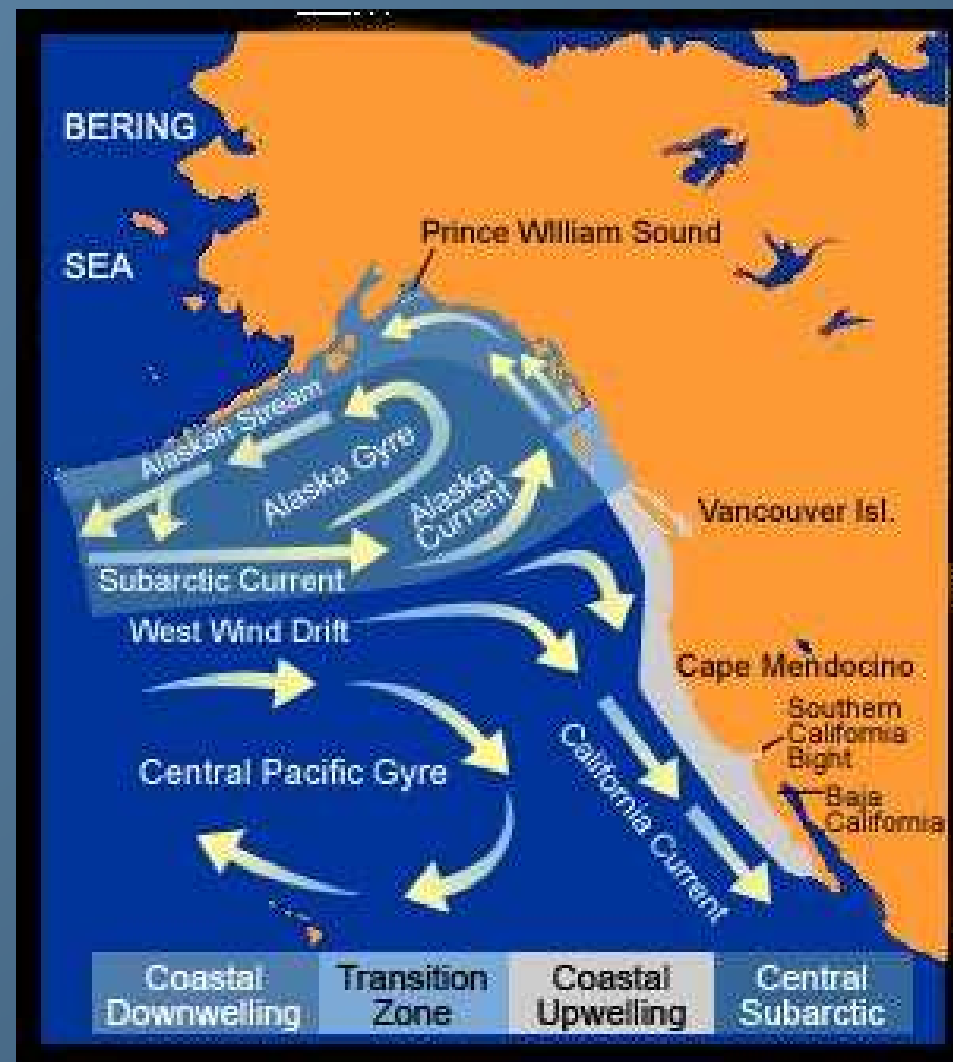 BERING
SEA
Prince William Sound
Alaskan Stream
Alaska Gyre
Alaska
Current
Vancouver Isl.
Subarctic Current
West Wind Drift
Cape Mendocino
Southern
California
Bight
Central Pacific Gyre
California Current
Baja
California
Coastal
Downwelling
Transition
Zone
Coastal
Upwelling
Central
Subarctic